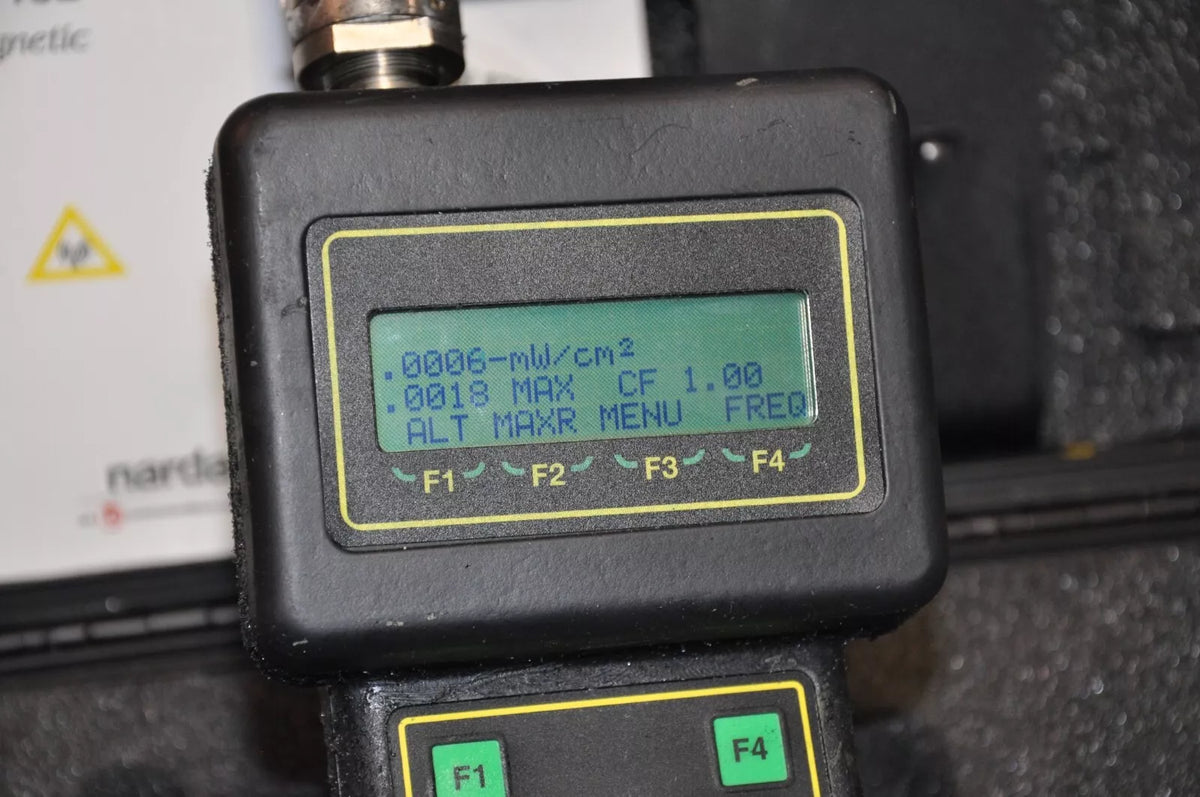 gnetic
narda
.0006-mW/cm²
.0018 MAX CF 1.00
ALT MAXR MENU FREQ
F1 F2 F3 F4
F1 F4